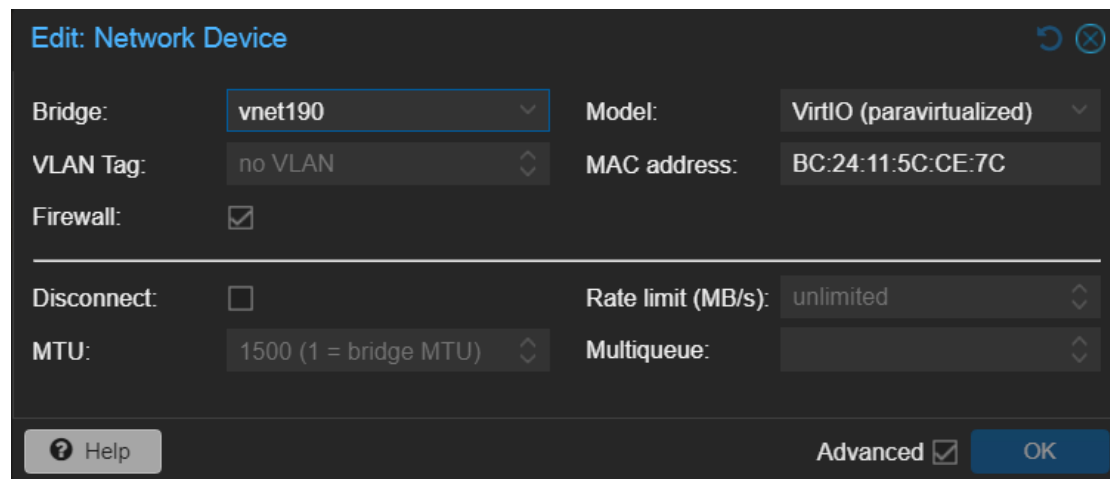 Edit: Network Device
Bridge: vnet190 Model: VirtIO (paravirtualized)
VLAN Tag: no VLAN MAC address: BC:24:11:5C:CE:7C
Firewall:
Disconnect: Rate limit (MB/s): unlimited
MTU: 1500 (1 = bridge MTU) Multiqueue:
Help Advanced OK